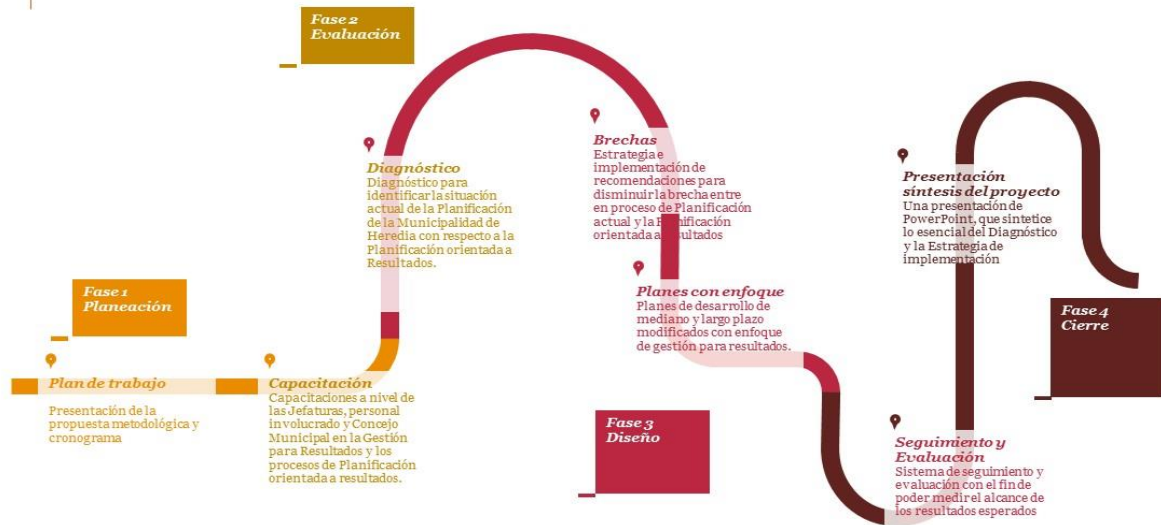 Fase 1
Planeación
Plan de trabajo
Presentación de la
propuesta metodológica y
cronograma
Fase 2
Evaluación
Capacitación
Capacitaciones a nivel de
las Jefaturas, personal
involucrado y Concejo
Municipal en la Gestión
para Resultados y los
procesos de Planificación
orientada a resultados.
Diagnóstico
Diagnóstico para
identificar la situación
actual de la Planificación
de la Municipalidad de
Heredia con respecto a la
Planificación orientada a
Resultados.
Brechas
Estrategia e
implementación de
recomendaciones para
disminuir la brecha entre
en proceso de Planificación
actual y la Planificación
orientada a resultados
Planes con enfoque
Planes de desarrollo de
mediano y largo plazo
modificados con enfoque
de gestión para resultados.
Fase 3
Diseño
Seguimiento y
Evaluación
Sistema de seguimiento y
evaluación con el fin de
poder medir el alcance de
los resultados esperados
Presentación
síntesis del proyecto
Una presentación de
PowerPoint, que sintetice
lo esencial del Diagnóstico
y la Estrategia de
implementación
Fase 4
Cierre